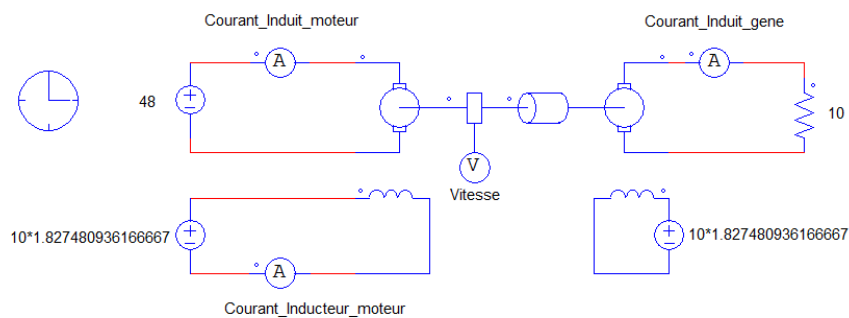 Courant_Induit_moteur
Courant_Induit_gene
A
A
48
10
V
Vitesse
10*1.827480936166667
10*1.827480936166667
A
Courant_Inducteur_moteur